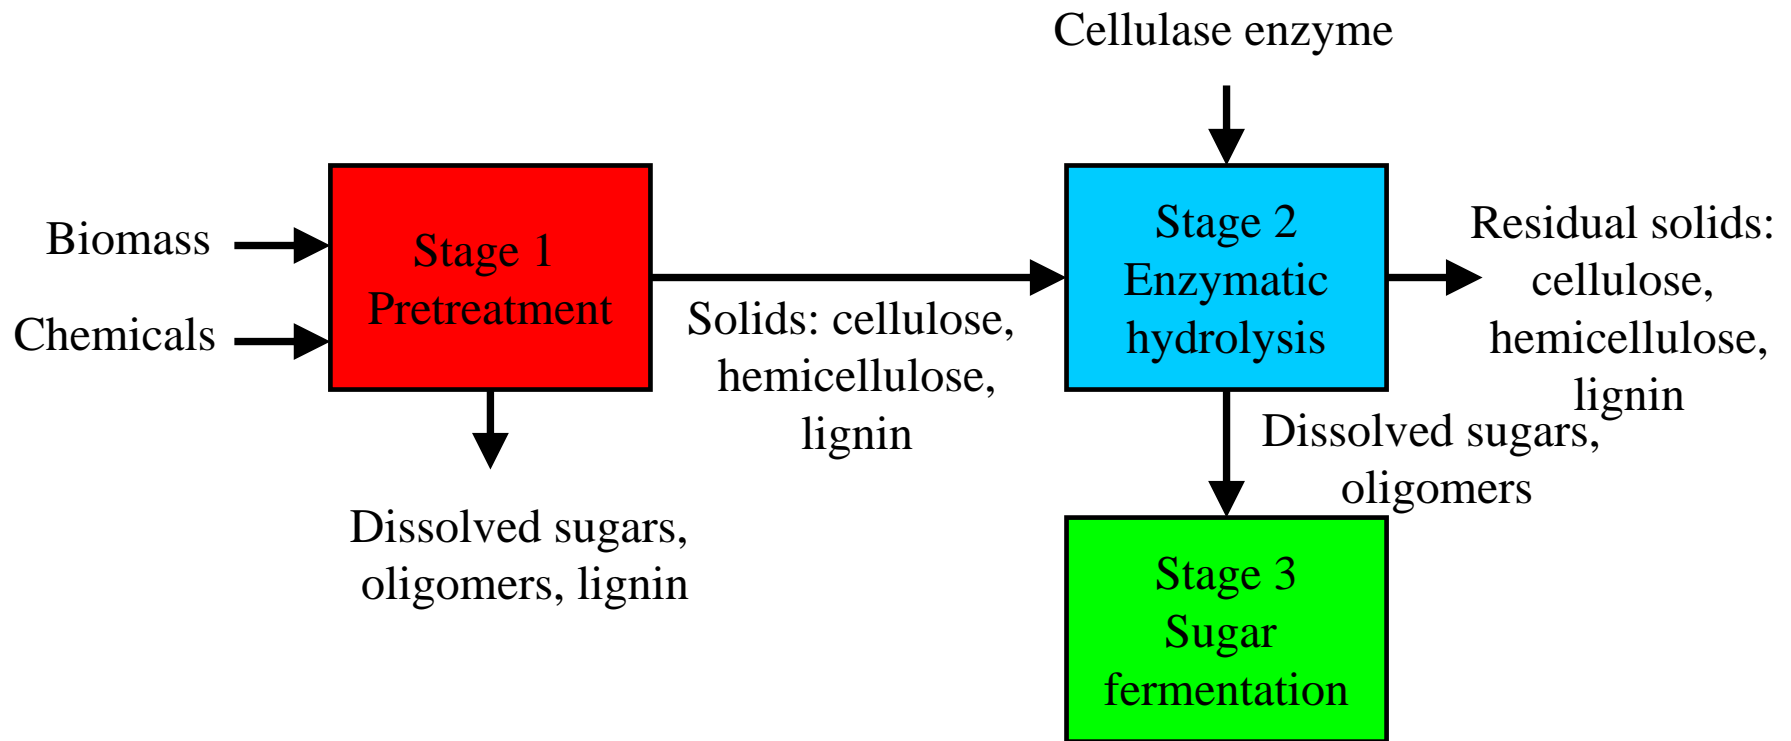 Cellulase enzyme
Biomass
Chemicals
Stage 1
Pretreatment
Solids: cellulose,
hemicellulose,
lignin
Dissolved sugars,
oligomers, lignin
Stage 2
Enzymatic
hydrolysis
Residual solids:
cellulose,
hemicellulose,
lignin
Dissolved sugars,
oligomers
Stage 3
Sugar
fermentation